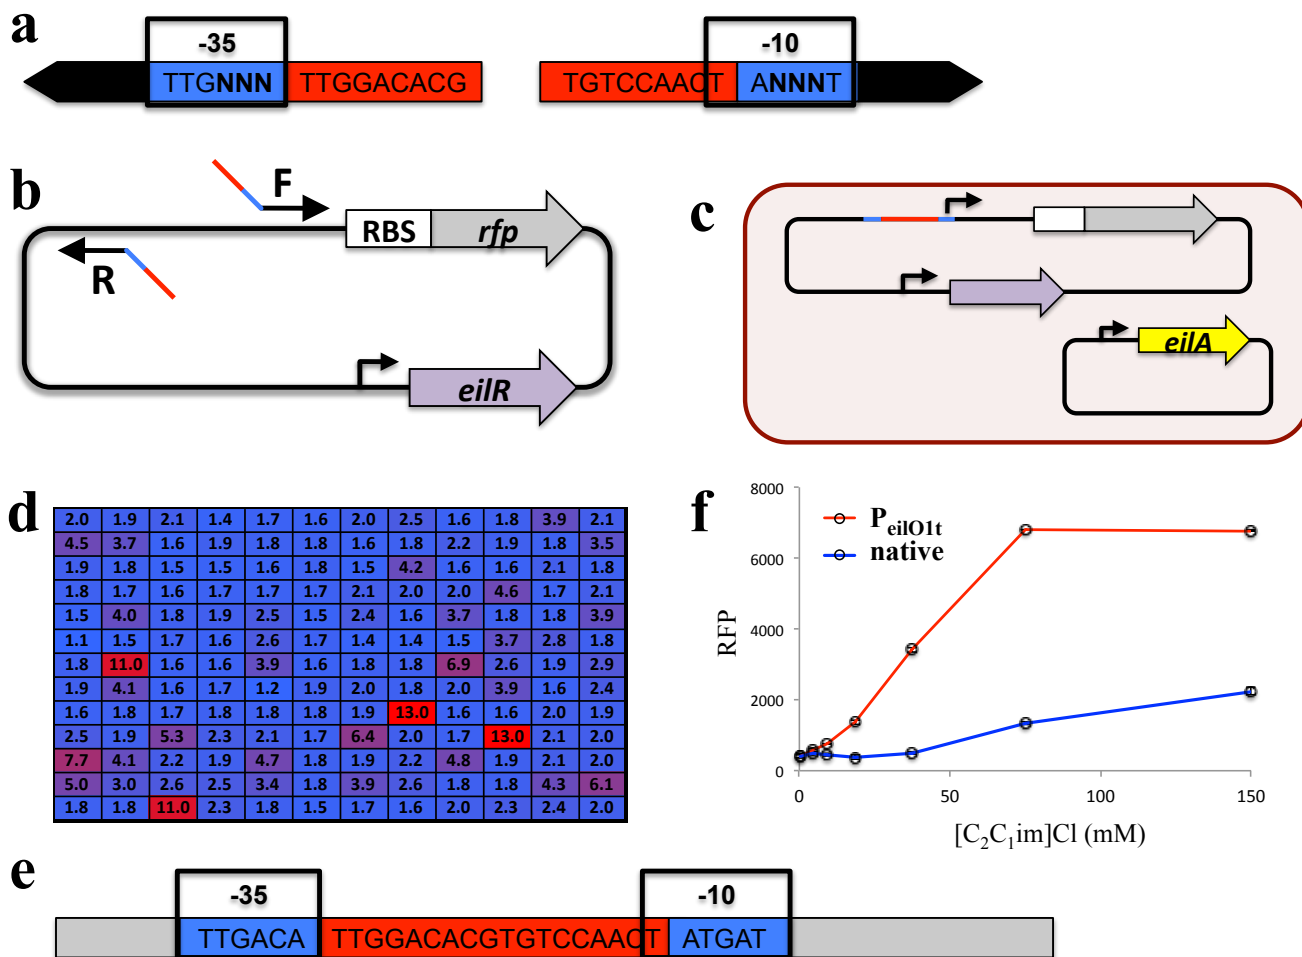 a
-35
-10
TTGNNN TTGGACACG
TGTCCAACT ANNNT
b
F
R
RBS rfp
eilR
c
eilA
d
2.0 1.9 2.1 1.4 1.7 1.6 2.0 2.5 1.6 1.8 3.9 2.1
4.5 3.7 1.6 1.9 1.8 1.8 1.6 1.8 2.2 1.9 1.8 3.5
1.9 1.8 1.5 1.5 1.6 1.8 1.5 4.2 1.6 1.6 2.1 1.8
1.8 1.7 1.6 1.7 1.7 1.7 2.1 2.0 2.0 4.6 1.7 2.1
1.5 4.0 1.8 1.9 2.5 1.5 2.4 1.6 3.7 1.8 1.8 3.9
1.1 1.5 1.7 1.6 2.6 1.7 1.4 1.4 1.5 3.7 2.8 1.8
1.8 11.0 1.6 1.6 3.9 1.6 1.8 1.8 6.9 2.6 1.9 2.9
1.9 4.1 1.6 1.7 1.2 1.9 2.0 1.8 2.0 3.9 1.6 2.4
1.6 1.8 1.7 1.8 1.8 1.8 1.9 13.0 1.6 1.6 2.0 1.9
2.5 1.9 5.3 2.3 2.1 1.7 6.4 2.0 1.7 13.0 2.1 2.0
7.7 4.1 2.2 1.9 4.7 1.8 1.9 2.2 4.8 1.9 2.1 2.0
5.0 3.0 2.6 2.5 3.4 1.8 3.9 2.6 1.8 1.8 4.3 6.1
1.8 1.8 11.0 2.3 1.8 1.5 1.7 1.6 2.0 2.3 2.4 2.0
f
8000
6000
4000
2000
0
RFP
P_eilO1t
native
0 50 100 150
[C₂C₁im]Cl (mM)
e
-35
-10
TTGACA TTGGACACGTGTCCAACT ATGAT